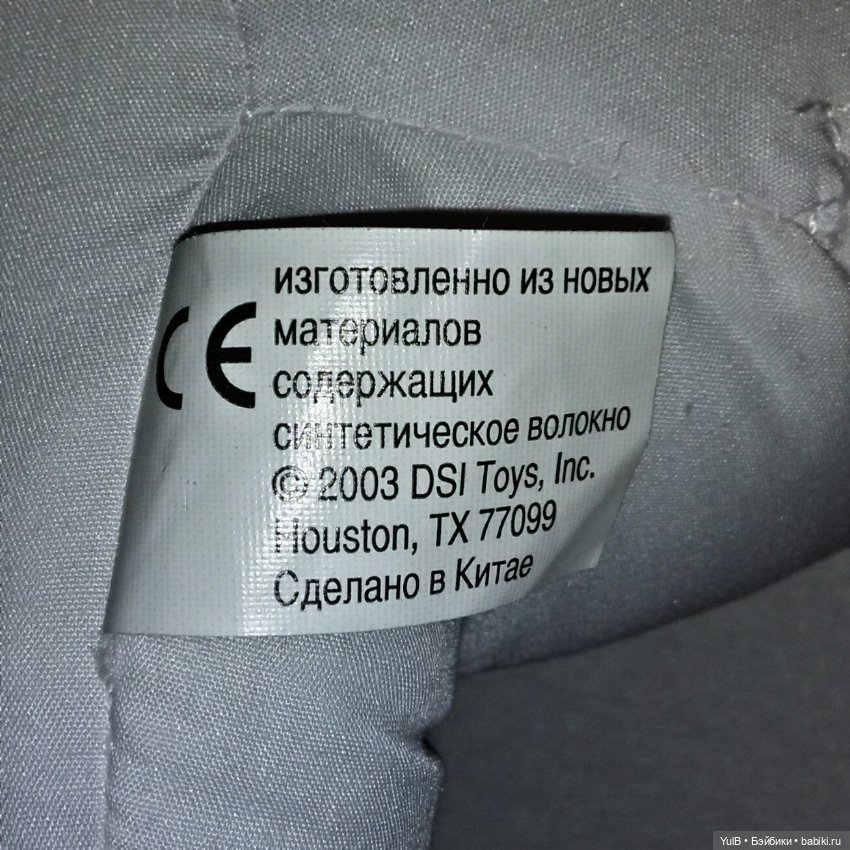 CE
изготовленно из новых
материалов
содержащих
синтетическое волокно
© 2003 DSI Toys, Inc.
Houston, TX 77099
Сделано в Китае
YulB • Бэйбики • babiki.ru